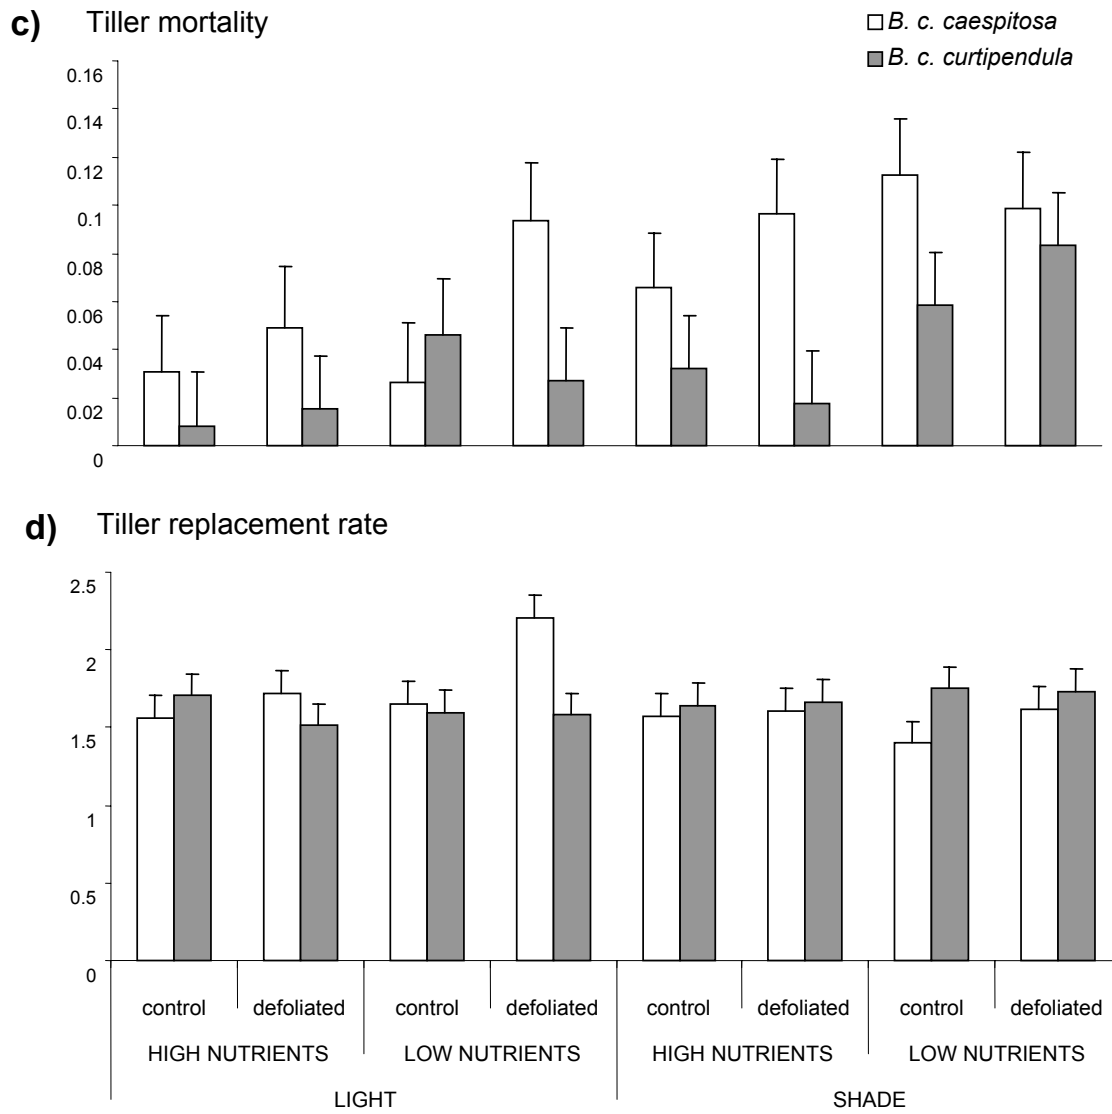 c) Tiller mortality
B. c. caespitosa
B. c. curtipendula
0.16
0.14
0.12
0.1
0.08
0.06
0.04
0.02
0
d) Tiller replacement rate
2.5
2
1.5
1
0.5
0
control defoliated control defoliated control defoliated control defoliated
HIGH NUTRIENTS LOW NUTRIENTS HIGH NUTRIENTS LOW NUTRIENTS
LIGHT SHADE